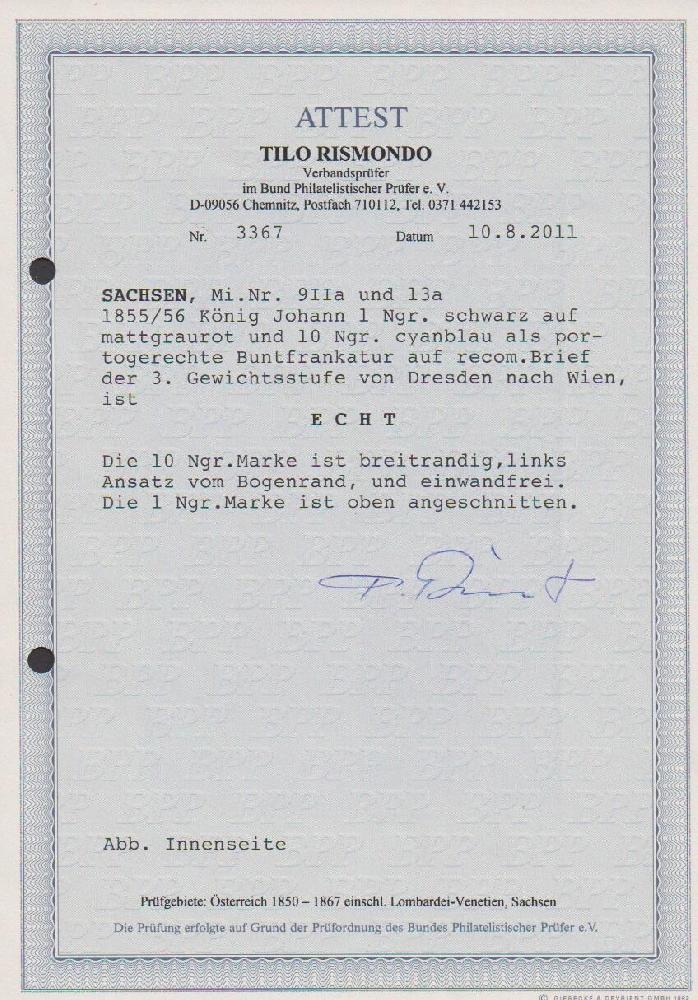 ATTEST
TILO RISMONDO
Verbandsprüfer
im Bund Philatelistischer Prüfer e. V.
D-09056 Chemnitz, Postfach 710112, Tel. 0371 442153
Nr. 3367 Datum 10.8.2011
SACHSEN, Mi.Nr. 9IIa und 13a
1855/56 König Johann 1 Ngr. schwarz auf
mattgraurot und 10 Ngr. cyanblau als por-
togerechte Buntfrankatur auf recom.Brief
der 3. Gewichtsstufe von Dresden nach Wien,
ist
E C H T
Die 10 Ngr.Marke ist breitrandig,links
Ansatz vom Bogenrand, und einwandfrei.
Die 1 Ngr.Marke ist oben angeschnitten.
Abb. Innenseite
Prüfgebiete: Österreich 1850 – 1867 einschl. Lombardei-Venetien, Sachsen
Die Prüfung erfolgte auf Grund der Prüfordnung des Bundes Philatelistischer Prüfer e.V.
© GIESECKE & DEVRIENT GMBH